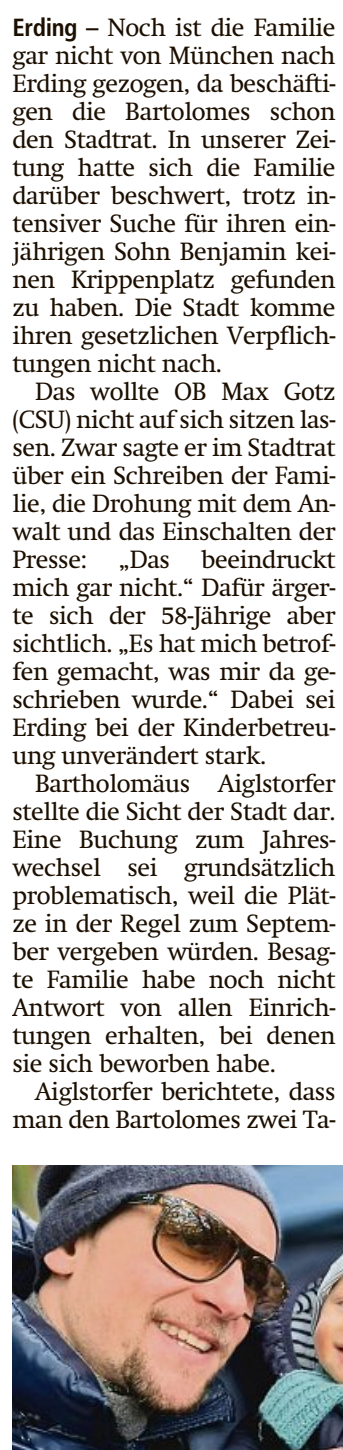 Erding – Noch ist die Familie
gar nicht von München nach
Erding gezogen, da beschäfti-
gen die Bartolomes schon
den Stadtrat. In unserer Zei-
tung hatte sich die Familie
darüber beschwert, trotz in-
tensiver Suche für ihren ein-
jährigen Sohn Benjamin kei-
nen Krippenplatz gefunden
zu haben. Die Stadt komme
ihren gesetzlichen Verpflich-
tungen nicht nach.
Das wollte OB Max Gotz
(CSU) nicht auf sich sitzen las-
sen. Zwar sagte er im Stadtrat
über ein Schreiben der Fami-
lie, die Drohung mit dem An-
walt und das Einschalten der
Presse: „Das beeindruckt
mich gar nicht.“ Dafür ärger-
te sich der 58-Jährige aber
sichtlich. „Es hat mich betrof-
fen gemacht, was mir da ge-
schrieben wurde.“ Dabei sei
Erding bei der Kinderbetreu-
ung unverändert stark.
Bartholomäus Aiglstorfer
stellte die Sicht der Stadt dar.
Eine Buchung zum Jahres-
wechsel sei grundsätzlich
problematisch, weil die Plät-
ze in der Regel zum Septem-
ber vergeben würden. Besag-
te Familie habe noch nicht
Antwort von allen Einrich-
tungen erhalten, bei denen
sie sich beworben habe.
Aiglstorfer berichtete, dass
man den Bartolomes zwei Ta-